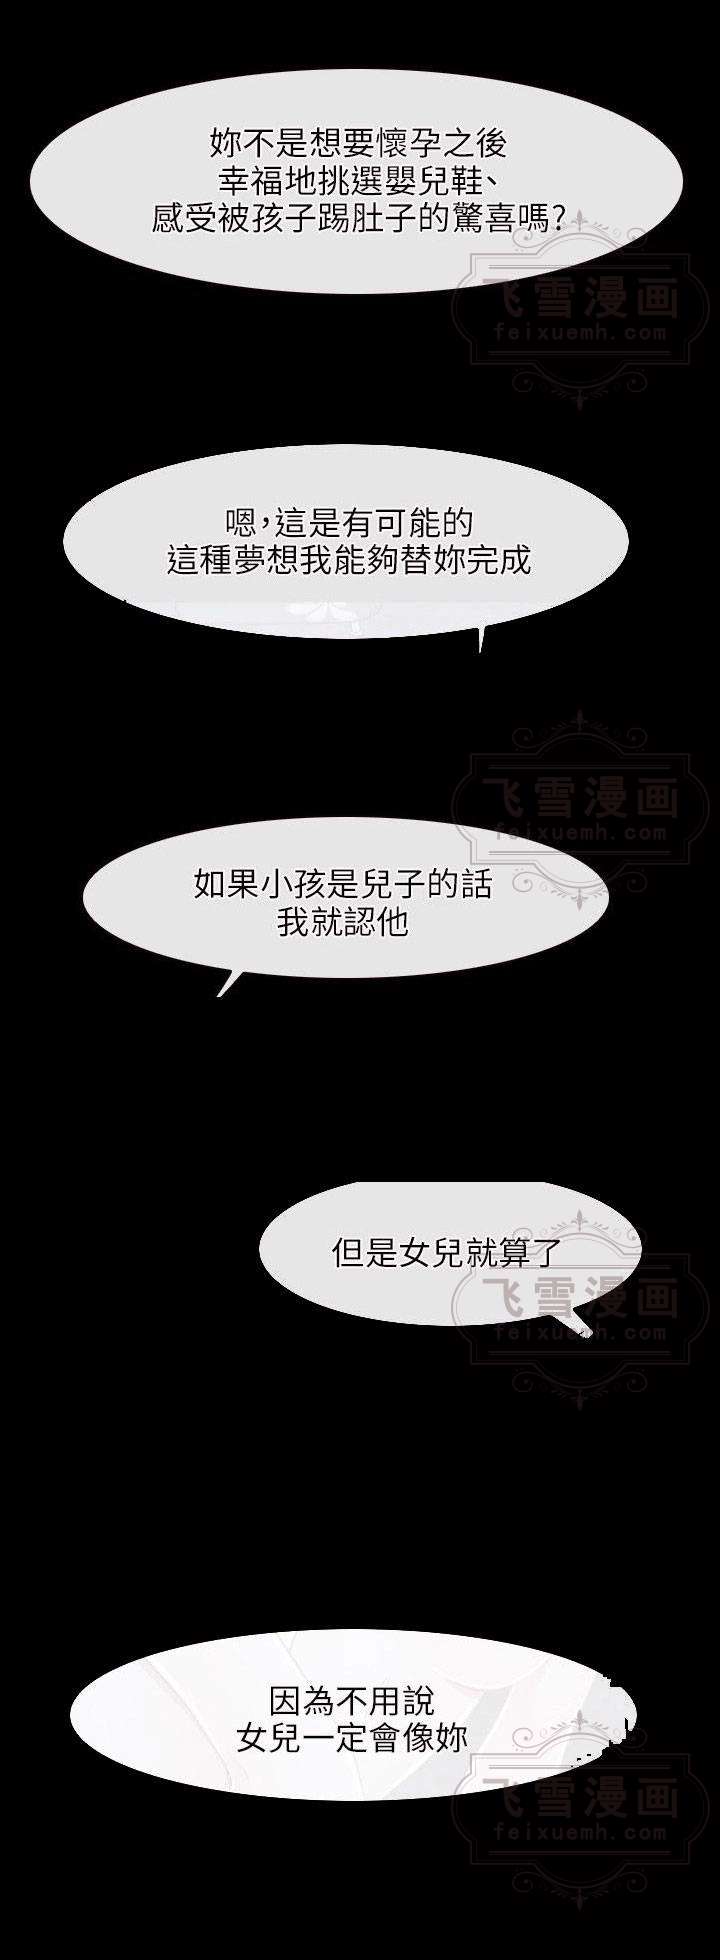 妳不是想要懷孕之後
幸福地挑選嬰兒鞋、
感受被孩子踢肚子的驚喜嗎?
飞雪漫画
feixuemh.com
嗯,這是有可能的
這種夢想我能夠替妳完成
飞雪漫画
feixuemh.com
如果小孩是兒子的話
我就認他
但是女兒就算了
飞雪漫画
feixuemh.com
因為不用說
女兒一定會像妳
飞雪漫画
feixuemh.com